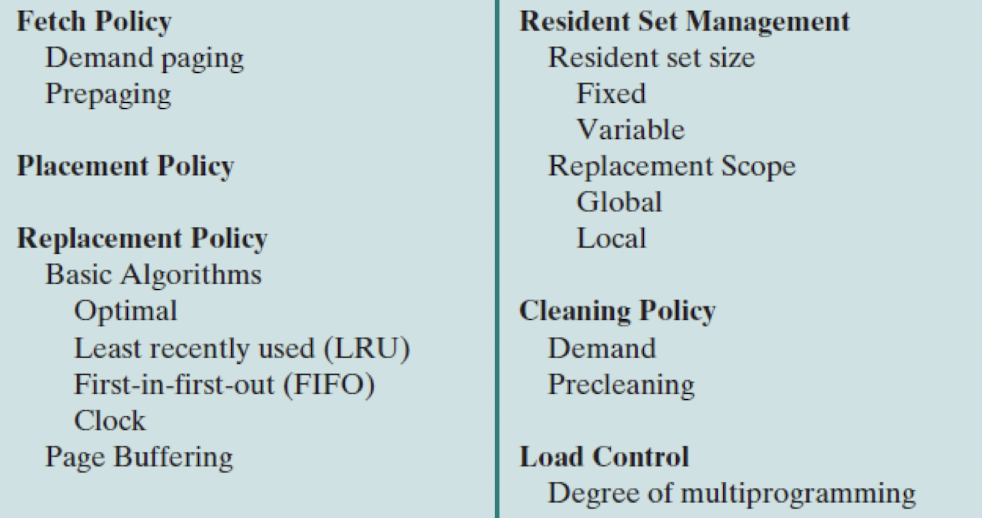 Fetch Policy
Demand paging
Prepaging
Placement Policy
Replacement Policy
Basic Algorithms
Optimal
Least recently used (LRU)
First-in-first-out (FIFO)
Clock
Page Buffering
Resident Set Management
Resident set size
Fixed
Variable
Replacement Scope
Global
Local
Cleaning Policy
Demand
Precleaning
Load Control
Degree of multiprogramming